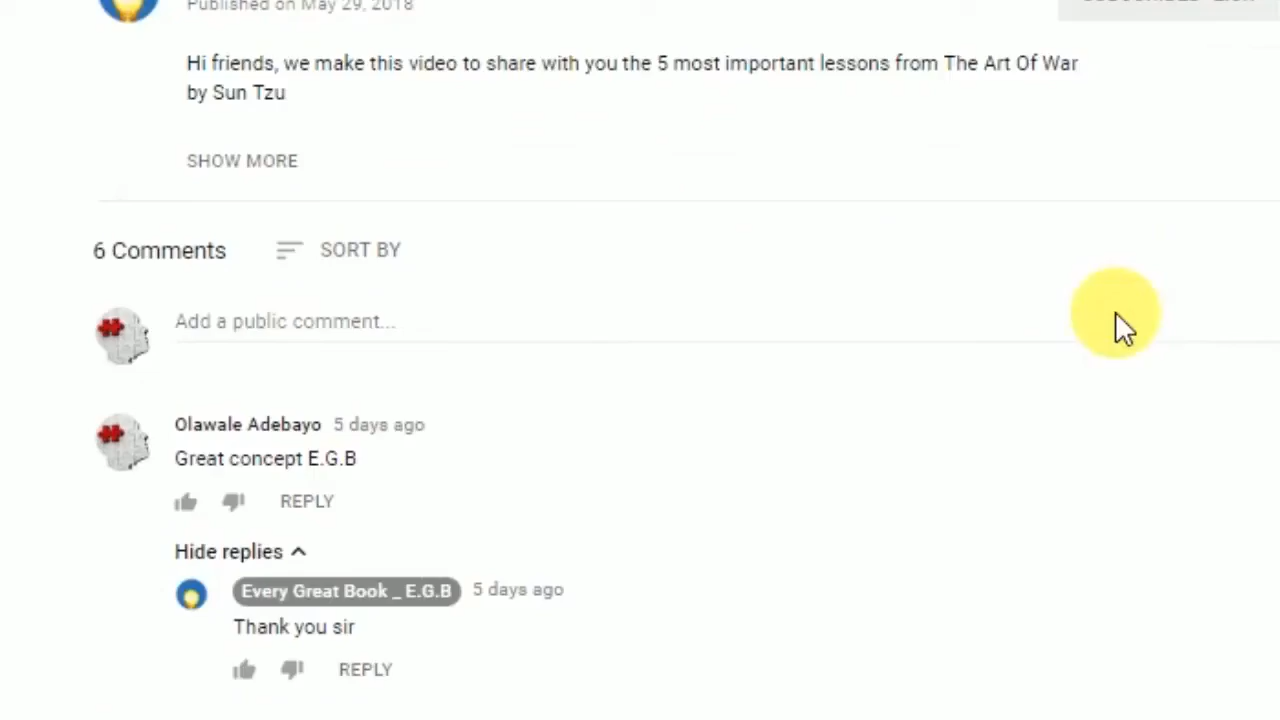 Published on May 29, 2018
Hi friends, we make this video to share with you the 5 most important lessons from The Art Of War
by Sun Tzu
SHOW MORE
6 Comments SORT BY
Add a public comment...
Olawale Adebayo 5 days ago
Great concept E.G.B
REPLY
Hide replies
Every Great Book _ E.G.B 5 days ago
Thank you sir
REPLY